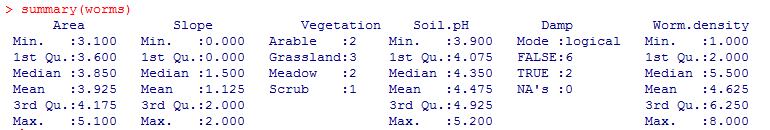 > summary(worms)
Area Slope Vegetation Soil.pH Damp Worm.density
Min. :3.100 Min. :0.000 Arable :2 Min. :3.900 Mode :logical Min. :1.000
1st Qu.:3.600 1st Qu.:0.000 Grassland:3 1st Qu.:4.075 FALSE:6 1st Qu.:2.000
Median :3.850 Median :1.500 Meadow :2 Median :4.350 TRUE :2 Median :5.500
Mean :3.925 Mean :1.125 Scrub :1 Mean :4.475 NA's :0 Mean :4.625
3rd Qu.:4.175 3rd Qu.:2.000 3rd Qu.:4.925 3rd Qu.:6.250
Max. :5.100 Max. :2.000 Max. :5.200 Max. :8.000